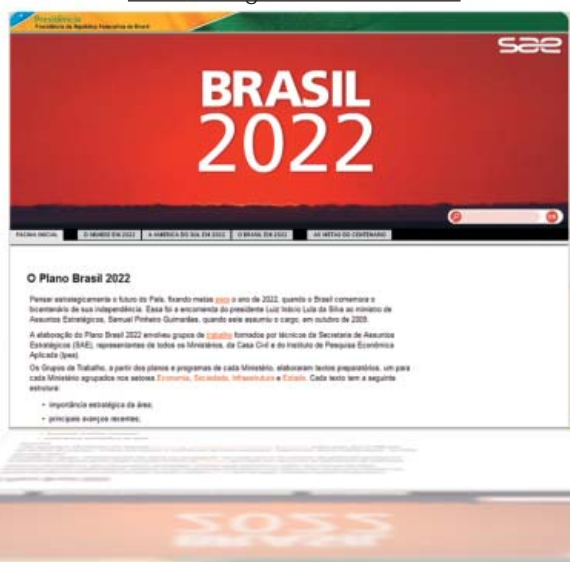 Presidência
Presidência da República Federativa do Brasil
sae
BRASIL
2022
PÁGINA INICIAL O MUNDO EM 2022 A AMÉRICA DO SUL EM 2022 O BRASIL EM 2022 AS METAS DO CENTENÁRIO
O Plano Brasil 2022
Pensar estrategicamente o futuro do País, fixando metas para o ano de 2022, quando o Brasil comemora o
bicentenário de sua independência. Essa foi a encomenda do presidente Luiz Inácio Lula da Silva ao ministro de
Assuntos Estratégicos, Samuel Pinheiro Guimarães, quando este assumiu o cargo, em outubro de 2009.
A elaboração do Plano Brasil 2022 envolveu grupos de trabalho formados por técnicos da Secretaria de Assuntos
Estratégicos (SAE), representantes de todos os Ministérios, da Casa Civil e do Instituto de Pesquisa Econômica
Aplicada (Ipea).
Os Grupos de Trabalho, a partir dos planos e programas de cada Ministério, elaboraram textos preparatórios, um para
cada Ministério agrupados nos setores Economia, Sociedade, Infraestrutura e Estado. Cada texto tem a seguinte
estrutura:
• importância estratégica da área;
• principais avanços recentes;